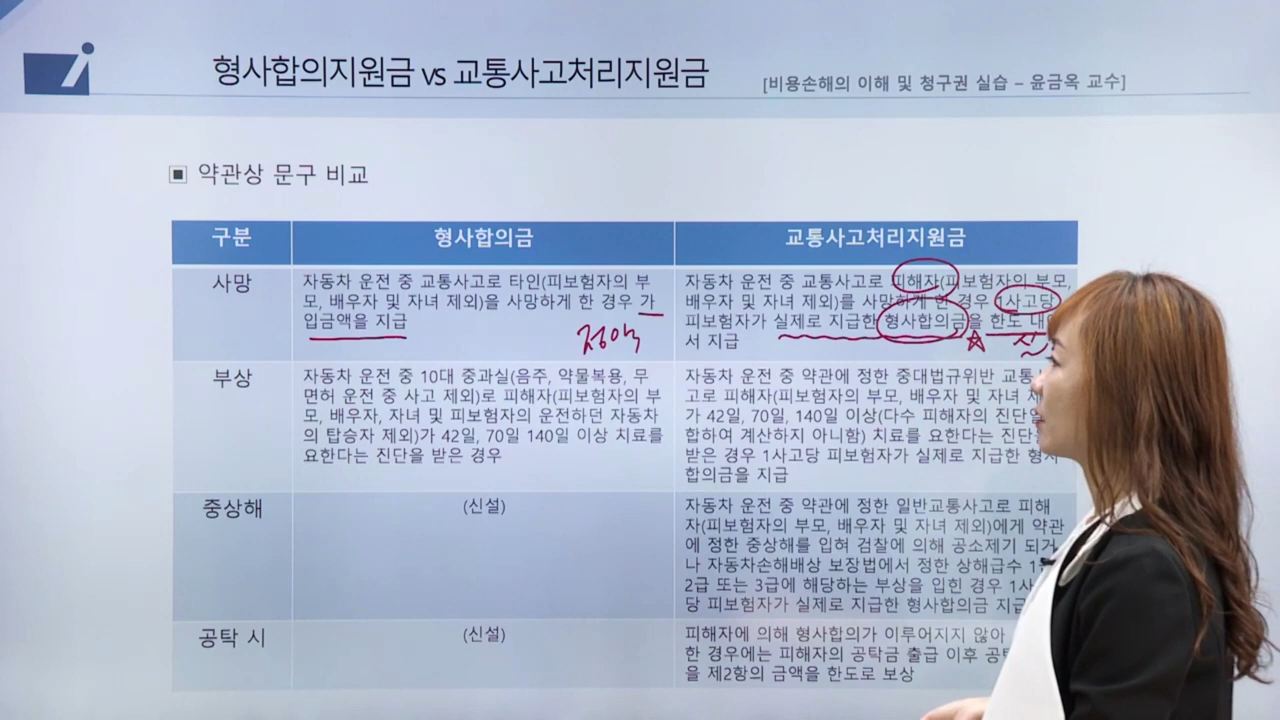 형사합의지원금 vs 교통사고처리지원금
[비용손해의 이해 및 청구권 실습 – 윤금옥 교수]
약관상 문구 비교
구분
형사합의금
교통사고처리지원금
사망
자동차 운전 중 교통사고로 타인(피보험자의 부
모, 배우자 및 자녀 제외)을 사망하게 한 경우 가
입금액을 지급
정액
자동차 운전 중 교통사고로 피해자(피보험자의 부모,
배우자 및 자녀 제외)를 사망하게 한 경우 1사고당
피보험자가 실제로 지급한 형사합의금을 한도 내
서 지급
부상
자동차 운전 중 10대 중과실(음주, 약물복용, 무
면허 운전 중 사고 제외)로 피해자(피보험자의 부
모, 배우자, 자녀 및 피보험자의 운전하던 자동차
의 탑승자 제외)가 42일, 70일 140일 이상 치료를
요한다는 진단을 받은 경우
자동차 운전 중 약관에 정한 중대법규위반 교통
고로 피해자(피보험자의 부모, 배우자 및 자녀
가 42일, 70일, 140일 이상(다수 피해자의 진단
합하여 계산하지 아니함) 치료를 요한다는 진단
받은 경우 1사고당 피보험자가 실제로 지급한 형사
합의금을 지급
중상해
(신설)
자동차 운전 중 약관에 정한 일반교통사고로 피해
자(피보험자의 부모, 배우자 및 자녀 제외)에게 약관
에 정한 중상해를 입혀 검찰에 의해 공소제기 되거
나 자동차손해배상 보장법에서 정한 상해급수 1
2급 또는 3급에 해당하는 부상을 입힌 경우 1사
당 피보험자가 실제로 지급한 형사합의금 지급
공탁 시
(신설)
피해자에 의해 형사합의가 이루어지지 않아
한 경우에는 피해자의 공탁금 출급 이후 공탁
을 제2항의 금액을 한도로 보상